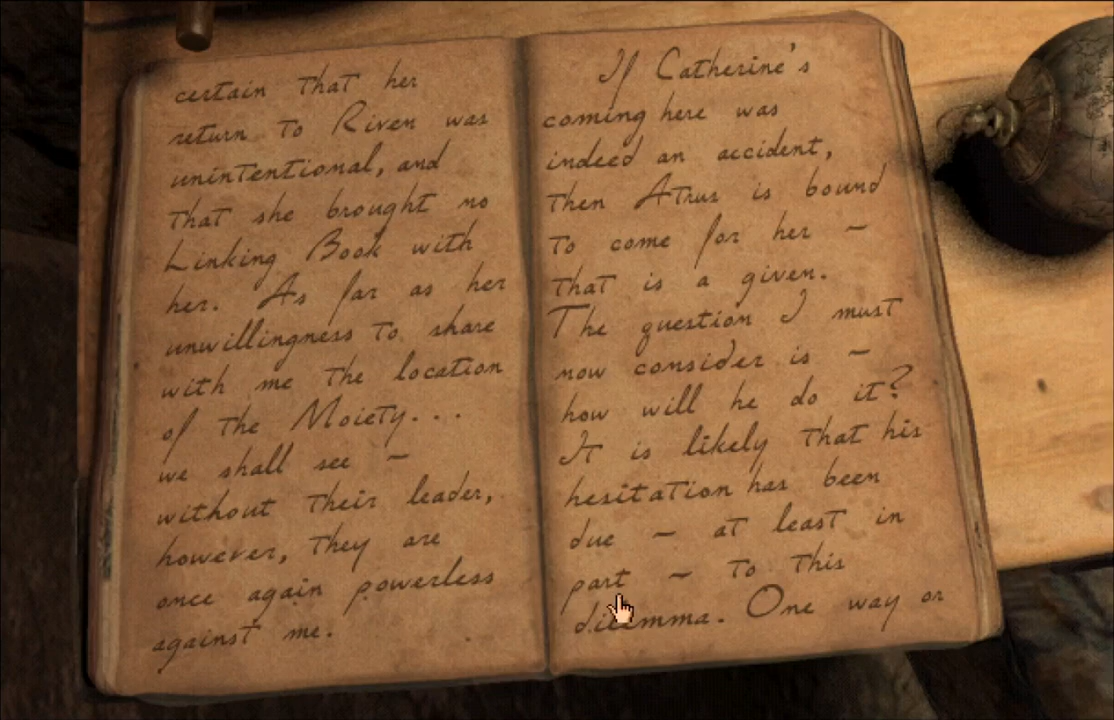 certain that her
return to Riven was
unintentional, and
that she brought no
Linking Book with
her. As far as her
unwillingness to share
with me the location
of the Moiety...
we shall see –
without their leader,
however, they are
once again powerless
against me.
If Catherine's
coming here was
indeed an accident,
then Atrus is bound
to come for her –
that is a given.
The question I must
now consider is –
how will he do it?
It is likely that his
hesitation has been
due – at least in
part – to this
dilemma. One way or